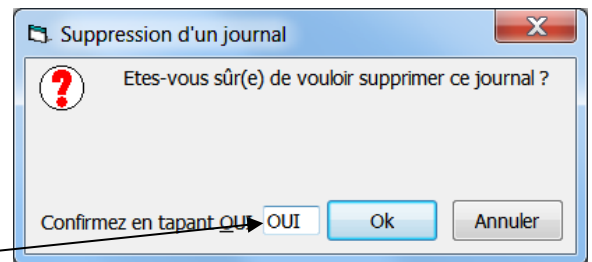 Suppression d'un journal
Etes-vous sûr(e) de vouloir supprimer ce journal ?
Confirmez en tapant OUI OUI Ok Annuler